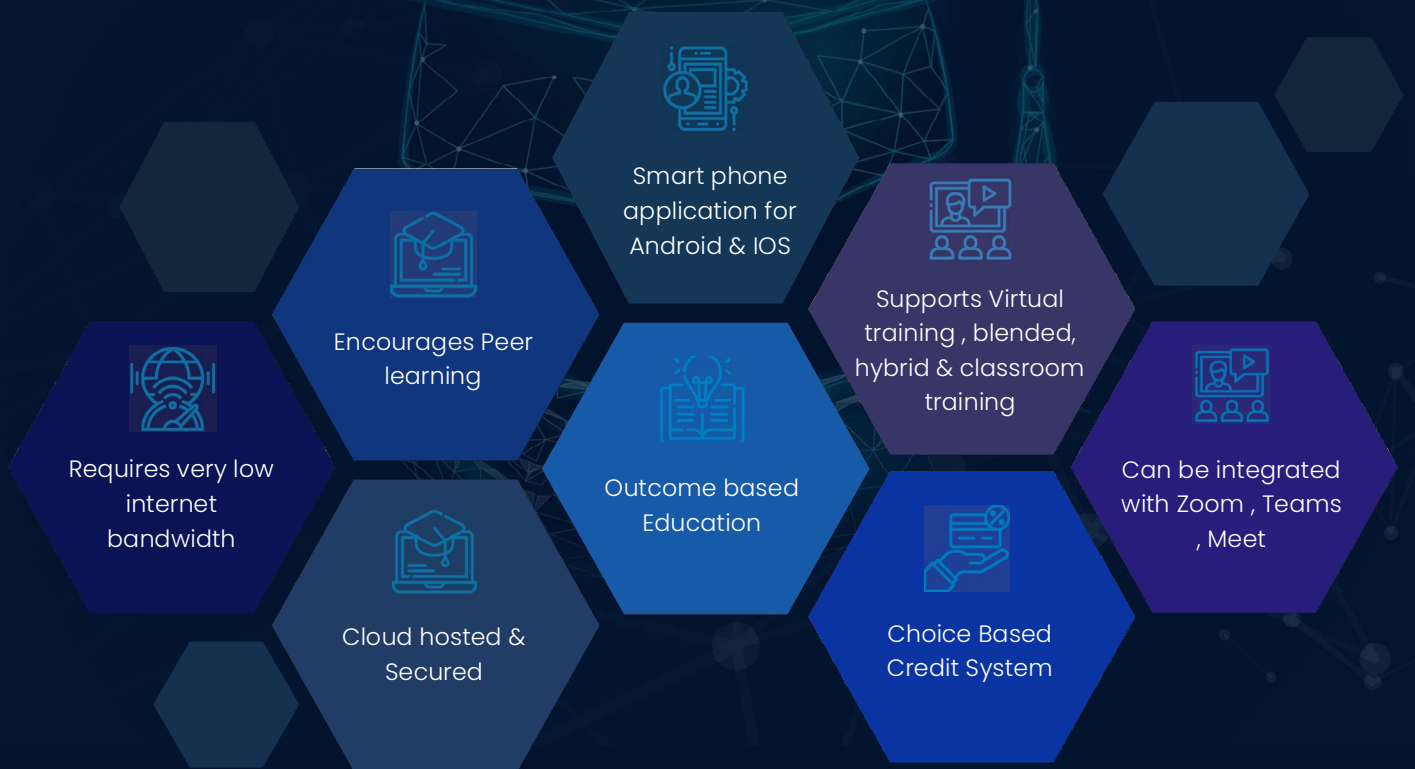 Smart phone
application for
Android & IOS
Encourages Peer
learning
Supports Virtual
training , blended,
hybrid & classroom
training
Requires very low
internet
bandwidth
Outcome based
Education
Can be integrated
with Zoom , Teams
, Meet
Cloud hosted &
Secured
Choice Based
Credit System